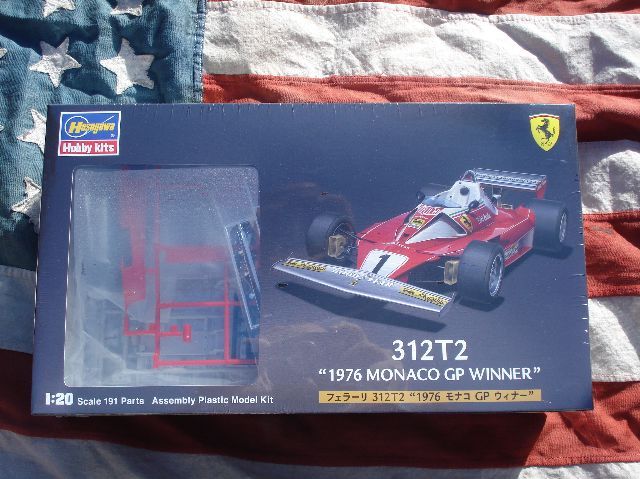 Hasegawa
Hobby kits
1
312T2
"1976 MONACO GP WINNER"
フェラーリ 312T2 "1976 モナコ GP ウィナー"
1:20 Scale 191 Parts Assembly Plastic Model Kit